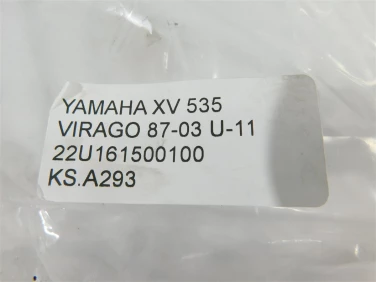 YAMAHA XV 535
VIRAGO 87-03 U-11
22U161500100
KS.A293